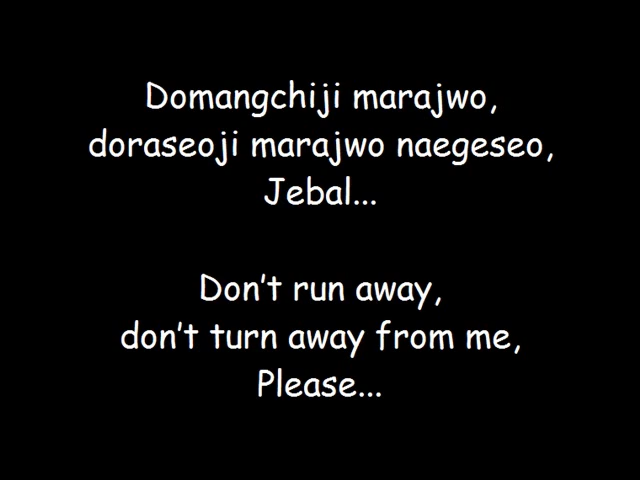 Domangchiji marajwo,
doraseoji marajwo naegeseo,
Jebal...
Don't run away,
don't turn away from me,
Please...